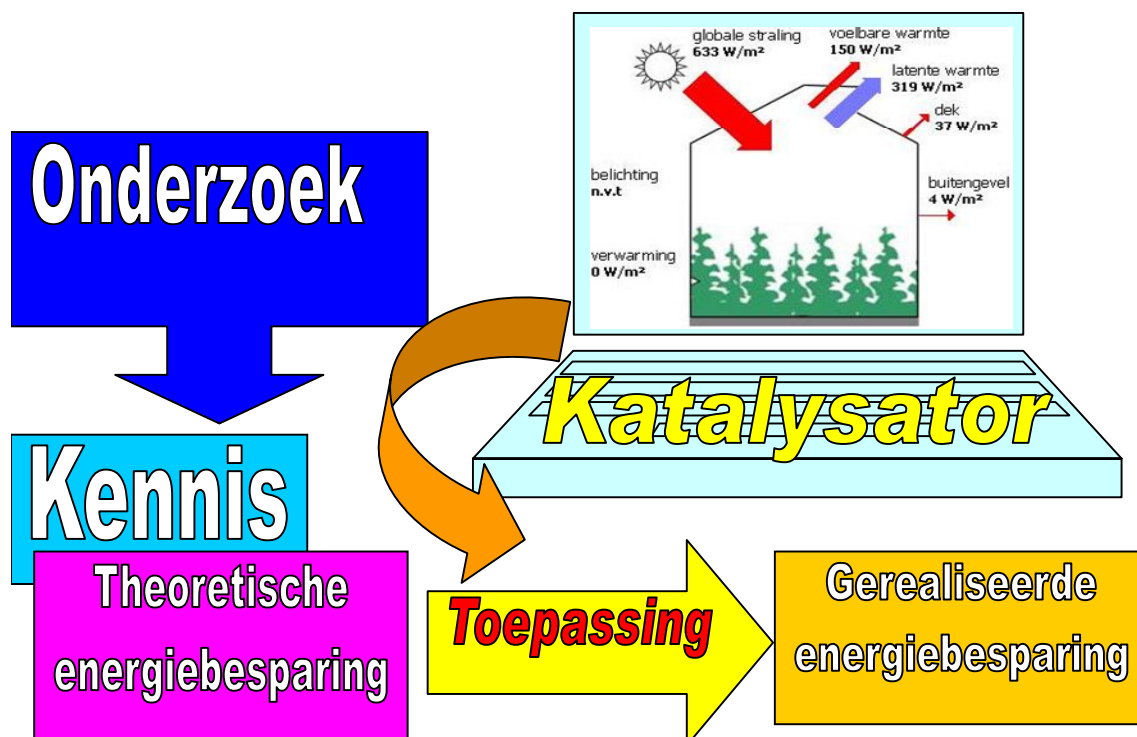 globale straling
633 W/m²
voelbare warmte
150 W/m²
latente warmte
319 W/m²
dek
37 W/m²
belichting
n.v.t
buitengevel
4 W/m²
verwarming
0 W/m²
Onderzoek
Katalysator
Kennis
Theoretische
energiebesparing
Toepassing
Gerealiseerde
energiebesparing